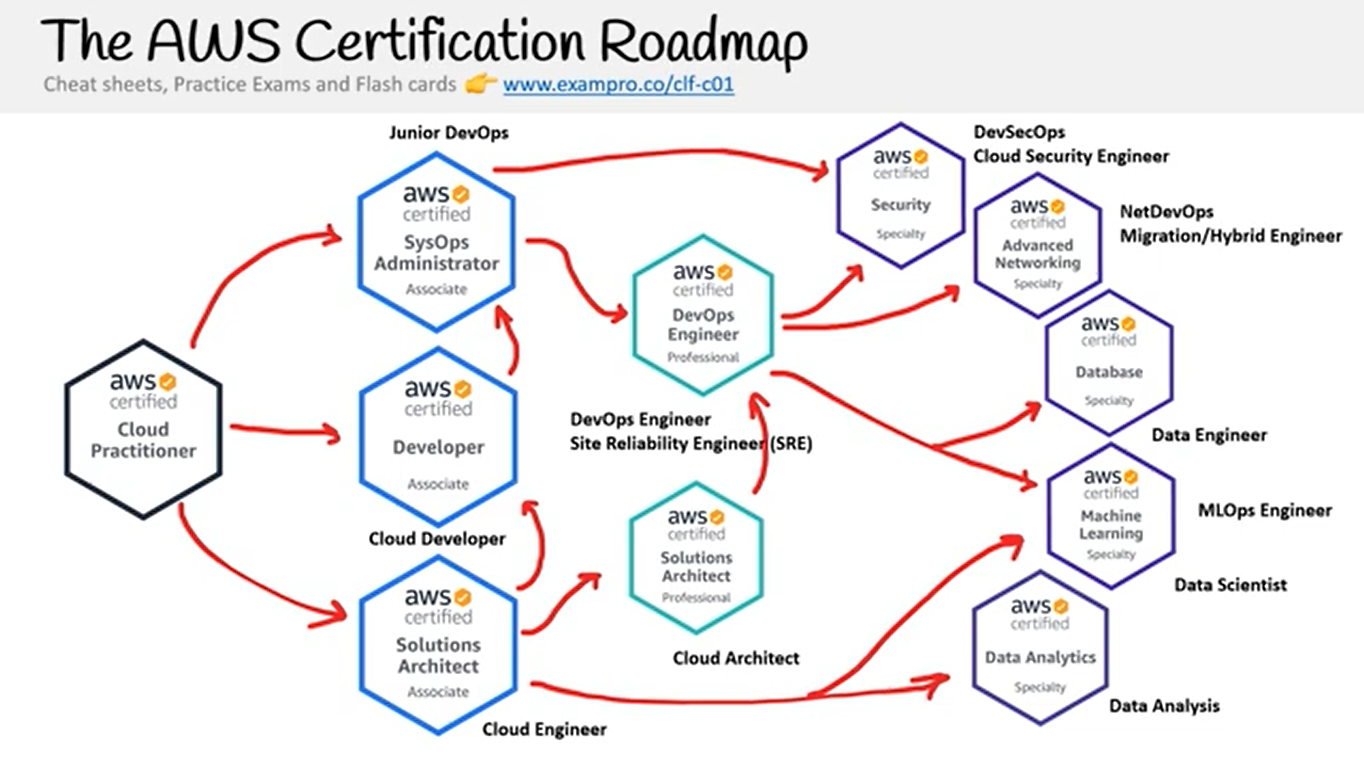 The AWS Certification Roadmap
Cheat sheets, Practice Exams and Flash cards 👉 www.exampro.co/clf-c01
Junior DevOps
aws
certified
SysOps
Administrator
Associate
aws
certified
Security
Specialty
DevSecOps
Cloud Security Engineer
aws
certified
Advanced
Networking
Specialty
NetDevOps
Migration/Hybrid Engineer
aws
certified
DevOps
Engineer
Professional
DevOps Engineer
Site Reliability Engineer (SRE)
aws
certified
Database
Specialty
Data Engineer
aws
certified
Cloud
Practitioner
aws
certified
Developer
Associate
Cloud Developer
aws
certified
Solutions
Architect
Professional
Cloud Architect
aws
certified
Machine
Learning
Specialty
MLOps Engineer
Data Scientist
aws
certified
Solutions
Architect
Associate
Cloud Engineer
aws
certified
Data Analytics
Specialty
Data Analysis